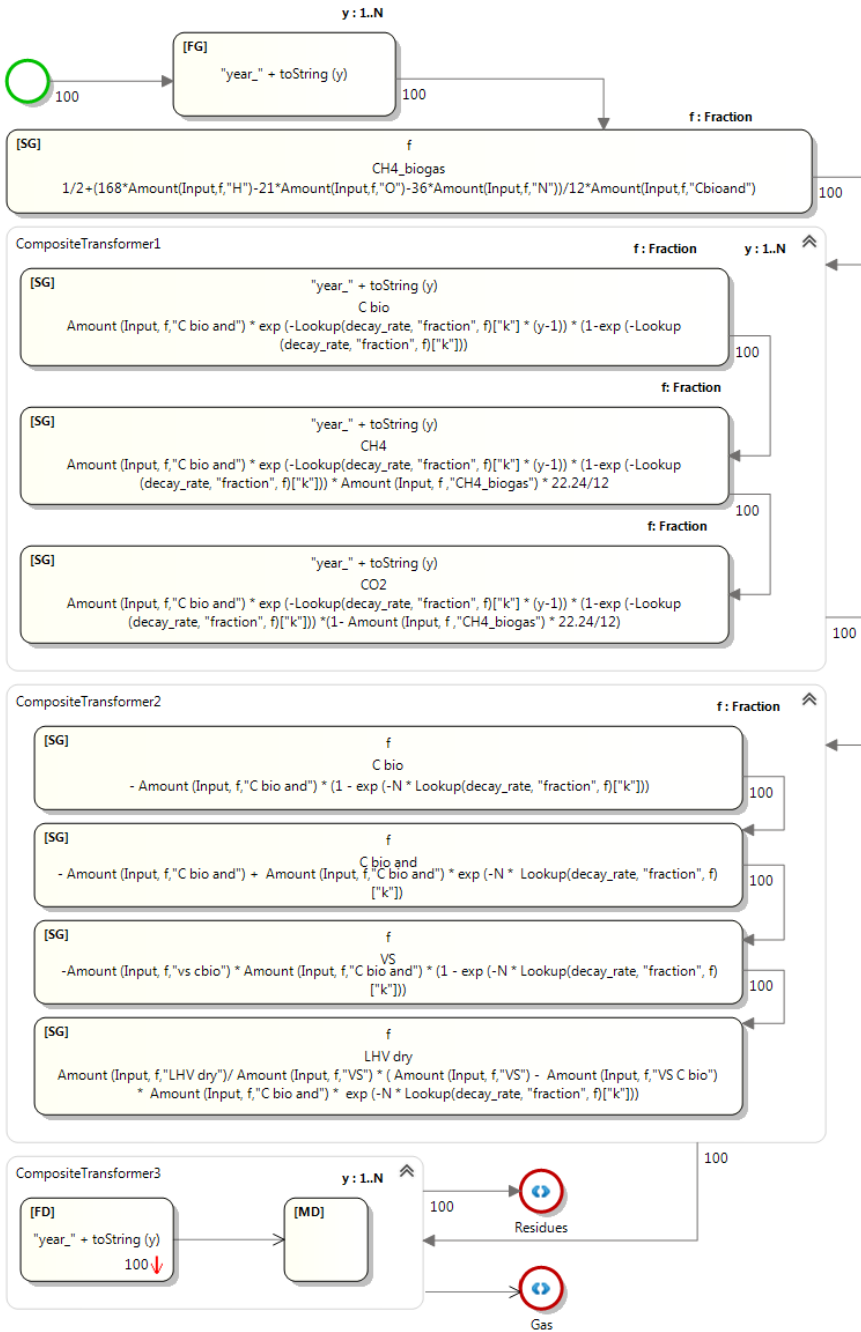 y : 1..N
[FG]
"year_" + toString (y)
100
100
f : Fraction
[SG]
f
CH4_biogas
1/2+(168*Amount(Input,f,"H")-21*Amount(Input,f,"O")-36*Amount(Input,f,"N"))/12*Amount(Input,f,"Cbioand")
100
CompositeTransformer1
f : Fraction y : 1..N
[SG]
"year_" + toString (y)
C bio
Amount (Input, f,"C bio and") * exp (-Lookup(decay_rate, "fraction", f)["k"] * (y-1)) * (1-exp (-Lookup
(decay_rate, "fraction", f)["k"]))
100
f: Fraction
[SG]
"year_" + toString (y)
CH4
Amount (Input, f,"C bio and") * exp (-Lookup(decay_rate, "fraction", f)["k"] * (y-1)) * (1-exp (-Lookup
(decay_rate, "fraction", f)["k"])) * Amount (Input, f ,"CH4_biogas") * 22.24/12
100
f: Fraction
[SG]
"year_" + toString (y)
CO2
Amount (Input, f,"C bio and") * exp (-Lookup(decay_rate, "fraction", f)["k"] * (y-1)) * (1-exp (-Lookup
(decay_rate, "fraction", f)["k"])) *(1- Amount (Input, f ,"CH4_biogas") * 22.24/12)
100
CompositeTransformer2
f : Fraction
[SG]
f
C bio
- Amount (Input, f,"C bio and") * (1 - exp (-N * Lookup(decay_rate, "fraction", f)["k"]))
100
[SG]
f
C bio and
- Amount (Input, f,"C bio and") + Amount (Input, f,"C bio and") * exp (-N * Lookup(decay_rate, "fraction", f)
["k"])
100
[SG]
f
VS
-Amount (Input, f,"vs cbio") * Amount (Input, f,"C bio and") * (1 - exp (-N * Lookup(decay_rate, "fraction", f)
["k"]))
100
[SG]
f
LHV dry
Amount (Input, f,"LHV dry")/ Amount (Input, f,"VS") * ( Amount (Input, f,"VS") - Amount (Input, f,"VS C bio")
* Amount (Input, f,"C bio and") * exp (-N * Lookup(decay_rate, "fraction", f)["k"]))
100
CompositeTransformer3
y : 1..N
[FD]
"year_" + toString (y)
100
[MD]
100
Residues
Gas